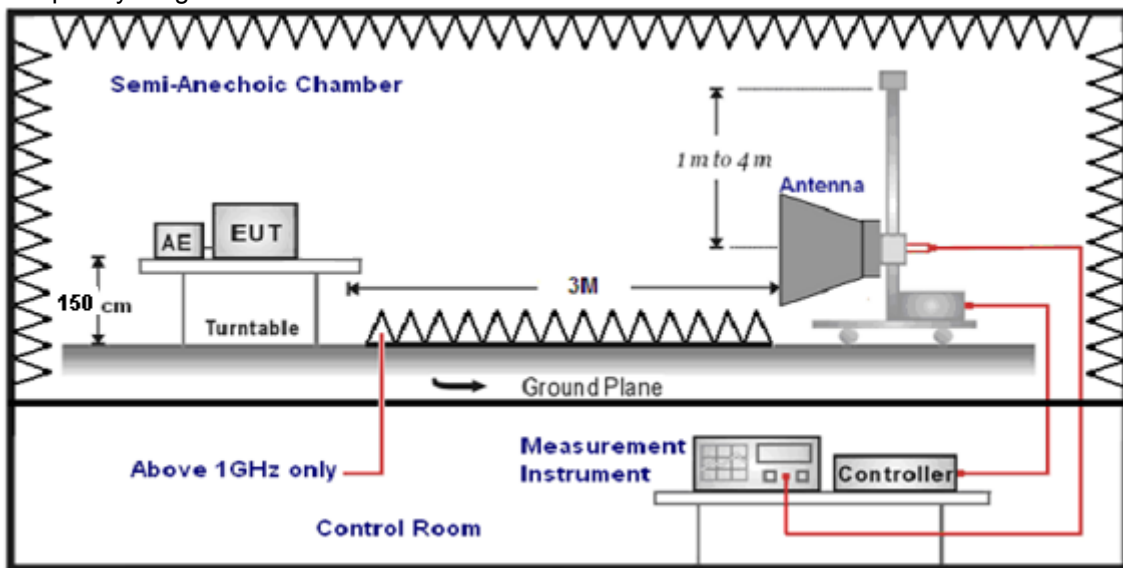 Semi-Anechoic Chamber
1 m to 4 m
Antenna
AE
EUT
150 cm
3M
Turntable
Ground Plane
Above 1GHz only
Measurement
Instrument
Controller
Control Room